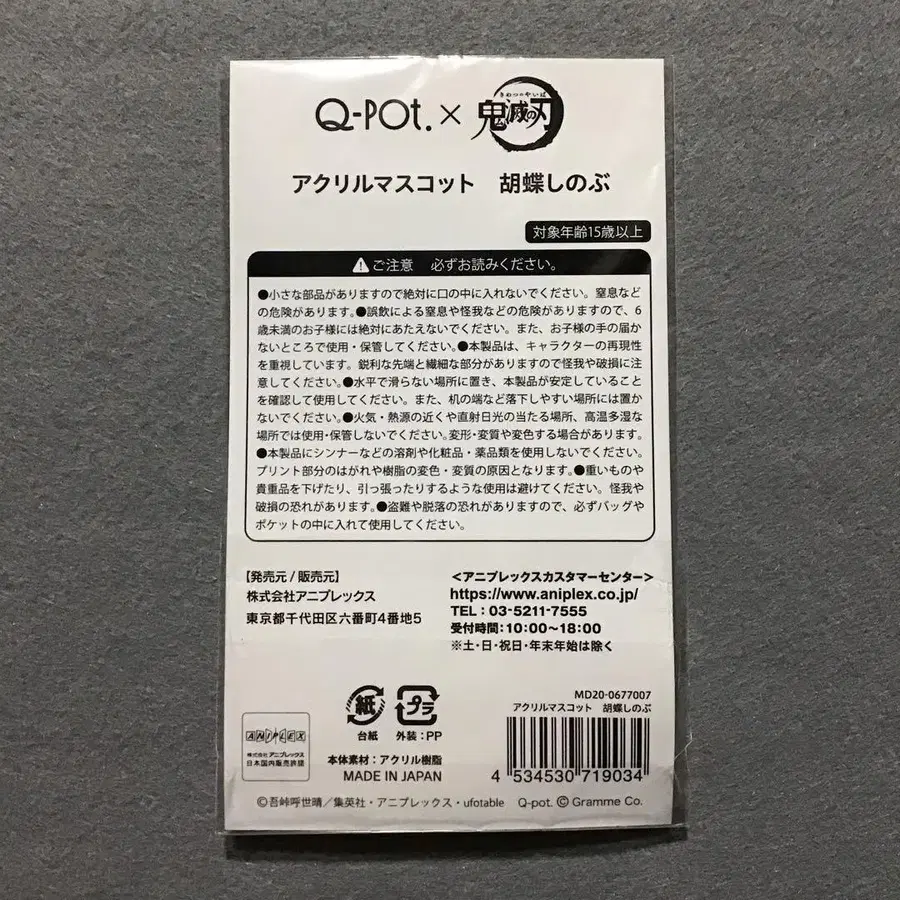 Q-POt. × 鬼滅の刃
きめつのやいば
アクリルマスコット 胡蝶しのぶ
対象年齢15歳以上
ご注意 必ずお読みください。
●小さな部品がありますので絶対に口の中に入れないでください。窒息など
の危険があります。●誤飲による窒息や怪我などの危険がありますので、6
歳未満のお子様には絶対にあたえないでください。また、お子様の手の届か
ないところで使用・保管してください。●本製品は、キャラクターの再現性
を重視しています。鋭利な先端と繊細な部分がありますので怪我や破損に注
意してください。●水平で滑らない場所に置き、本製品が安定していること
を確認して使用してください。また、机の端など落下しやすい場所には置か
ないでください。●火気・熱源の近くや直射日光の当たる場所、高温多湿な
場所では使用・保管しないでください。変形・変質や変色する場合があります。
●本製品にシンナーなどの溶剤や化粧品・薬品類を使用しないでください。
プリント部分のはがれや樹脂の変色・変質の原因となります。●重いものや
貴重品を下げたり、引っ張ったりするような使用は避けてください。怪我や
破損の恐れがあります。●盗難や脱落の恐れがありますので、必ずバッグや
ポケットの中に入れて使用してください。
【発売元 / 販売元】
株式会社アニプレックス
東京都千代田区六番町4番地5
＜アニプレックスカスタマーセンター＞
https://www.aniplex.co.jp/
TEL：03-5211-7555
受付時間：10:00～18:00
※土・日・祝日・年末年始は除く
紙
台紙
プラ
外装：PP
本体素材：アクリル樹脂
MADE IN JAPAN
MD20-0677007
アクリルマスコット 胡蝶しのぶ
4 534530 719034
ANIPLEX
株式会社 アニプレックス
日本国内販売許諾
©吾峠呼世晴／集英社・アニプレックス・ufotable Q-pot. © Gramme Co.